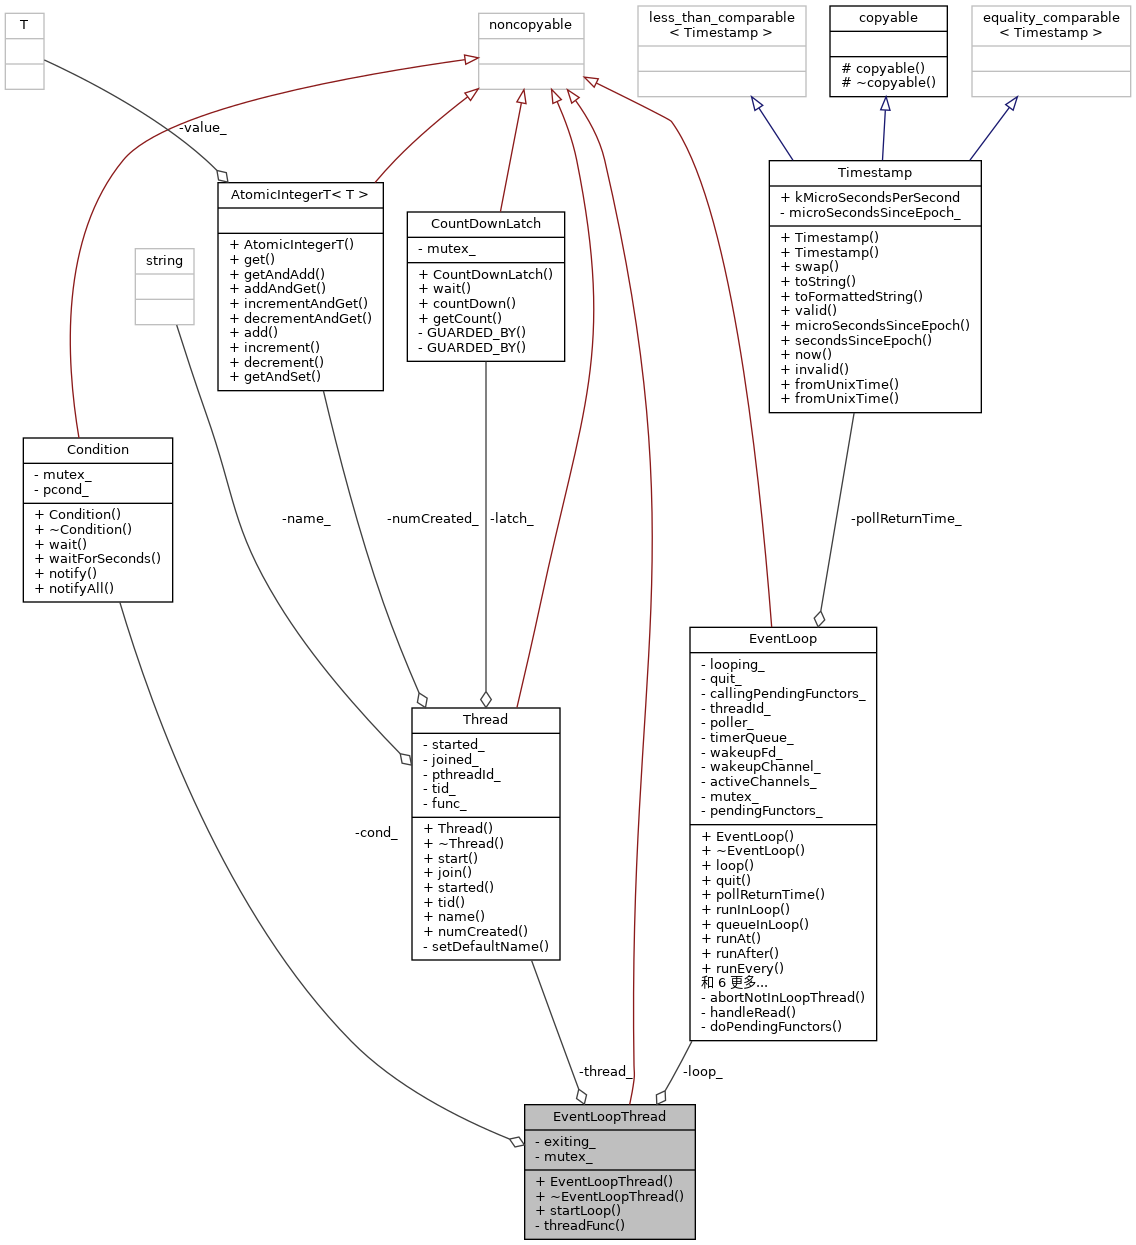 T
noncopyable
less_than_comparable
< Timestamp >
copyable
# copyable()
# ~copyable()
equality_comparable
< Timestamp >
-value_
AtomicIntegerT< T >
+ AtomicIntegerT()
+ get()
+ getAndAdd()
+ addAndGet()
+ incrementAndGet()
+ decrementAndGet()
+ add()
+ increment()
+ decrement()
+ getAndSet()
CountDownLatch
- mutex_
+ CountDownLatch()
+ wait()
+ countDown()
+ getCount()
- GUARDED_BY()
- GUARDED_BY()
Timestamp
+ kMicroSecondsPerSecond
- microSecondsSinceEpoch_
+ Timestamp()
+ Timestamp()
+ swap()
+ toString()
+ toFormattedString()
+ valid()
+ microSecondsSinceEpoch()
+ secondsSinceEpoch()
+ now()
+ invalid()
+ fromUnixTime()
+ fromUnixTime()
string
Condition
- mutex_
- pcond_
+ Condition()
+ ~Condition()
+ wait()
+ waitForSeconds()
+ notify()
+ notifyAll()
-name_
-numCreated_
-latch_
-pollReturnTime_
Thread
- started_
- joined_
- pthreadId_
- tid_
- func_
+ Thread()
+ ~Thread()
+ start()
+ join()
+ started()
+ tid()
+ name()
+ numCreated()
- setDefaultName()
EventLoop
- looping_
- quit_
- callingPendingFunctors_
- threadId_
- poller_
- timerQueue_
- wakeupFd_
- wakeupChannel_
- activeChannels_
- mutex_
- pendingFunctors_
+ EventLoop()
+ ~EventLoop()
+ loop()
+ quit()
+ pollReturnTime()
+ runInLoop()
+ queueInLoop()
+ runAt()
+ runAfter()
+ runEvery()
和 6 更多...
- abortNotInLoopThread()
- handleRead()
- doPendingFunctors()
-cond_
-thread_
-loop_
EventLoopThread
- exiting_
- mutex_
+ EventLoopThread()
+ ~EventLoopThread()
+ startLoop()
- threadFunc()